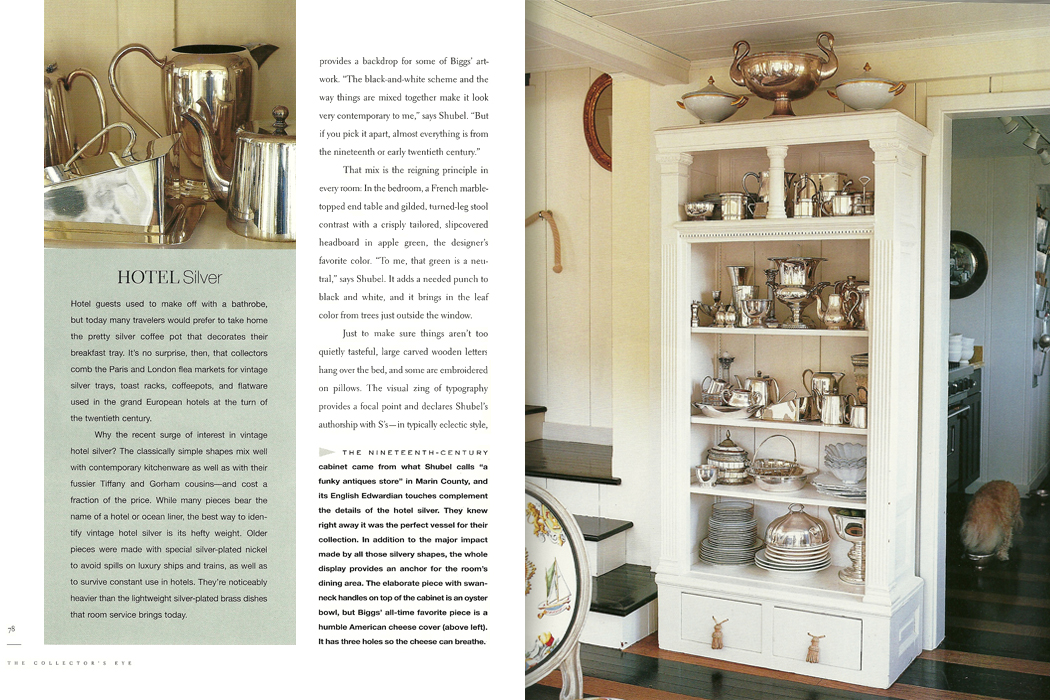 HOTEL Silver
Hotel guests used to make off with a bathrobe,
but today many travelers would prefer to take home
the pretty silver coffee pot that decorates their
breakfast tray. It's no surprise, then, that collectors
comb the Paris and London flea markets for vintage
silver trays, toast racks, coffeepots, and flatware
used in the grand European hotels at the turn of
the twentieth century.
Why the recent surge of interest in vintage
hotel silver? The classically simple shapes mix well
with contemporary kitchenware as well as with their
fussier Tiffany and Gorham cousins—and cost a
fraction of the price. While many pieces bear the
name of a hotel or ocean liner, the best way to iden-
tify vintage hotel silver is its hefty weight. Older
pieces were made with special silver-plated nickel
to avoid spills on luxury ships and trains, as well as
to survive constant use in hotels. They're noticeably
heavier than the lightweight silver-plated brass dishes
that room service brings today.
provides a backdrop for some of Biggs' art-
work. "The black-and-white scheme and the
way things are mixed together make it look
very contemporary to me," says Shubel. "But
if you pick it apart, almost everything is from
the nineteenth or early twentieth century."
That mix is the reigning principle in
every room: In the bedroom, a French marble-
topped end table and gilded, turned-leg stool
contrast with a crisply tailored, slipcovered
headboard in apple green, the designer's
favorite color. "To me, that green is a neu-
tral," says Shubel. It adds a needed punch to
black and white, and it brings in the leaf
color from trees just outside the window.
Just to make sure things aren't too
quietly tasteful, large carved wooden letters
hang over the bed, and some are embroidered
on pillows. The visual zing of typography
provides a focal point and declares Shubel's
authorship with S's—in typically eclectic style,
THE NINETEENTH-CENTURY
cabinet came from what Shubel calls "a
funky antiques store" in Marin County, and
its English Edwardian touches complement
the details of the hotel silver. They knew
right away it was the perfect vessel for their
collection. In addition to the major impact
made by all those silvery shapes, the whole
display provides an anchor for the room's
dining area. The elaborate piece with swan-
neck handles on top of the cabinet is an oyster
bowl, but Biggs' all-time favorite piece is a
humble American cheese cover (above left).
It has three holes so the cheese can breathe.
78
THE COLLECTOR'S EYE